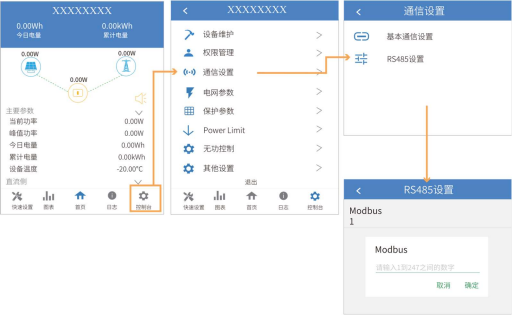 XXXXXXXX
0.00Wh
今日电量
0.00kWh
累计电量
0.00W
0.00W
0.00W
主要参数
当前功率
0.00W
峰值功率
0.00W
今日电量
0.00Wh
累计电量
0.00kWh
设备温度
-20.00℃
直流侧
快速设置
图表
首页
日志
控制台
XXXXXXXX
设备维护
权限管理
通信设置
电网参数
保护参数
Power Limit
无功控制
其他设置
退出
快速设置
图表
首页
日志
控制台
通信设置
基本通信设置
RS485设置
RS485设置
Modbus
1
Modbus
请输入1到247之间的数字
取消
确定